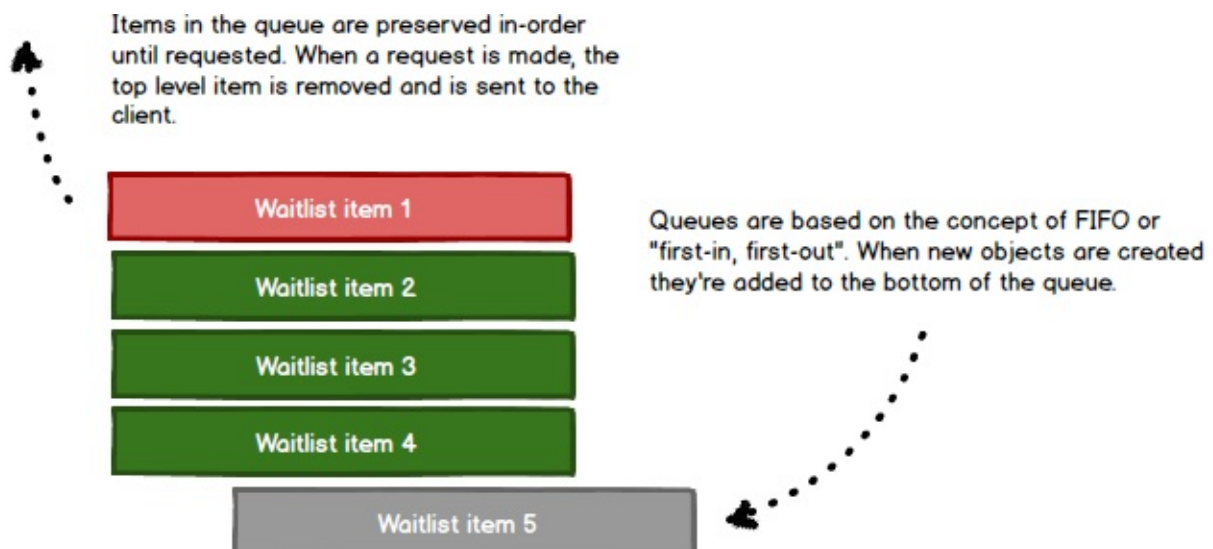 Items in the queue are preserved in-order
until requested. When a request is made, the
top level item is removed and is sent to the
client.
Waitlist item 1
Waitlist item 2
Waitlist item 3
Waitlist item 4
Waitlist item 5
Queues are based on the concept of FIFO or
"first-in, first-out". When new objects are created
they're added to the bottom of the queue.